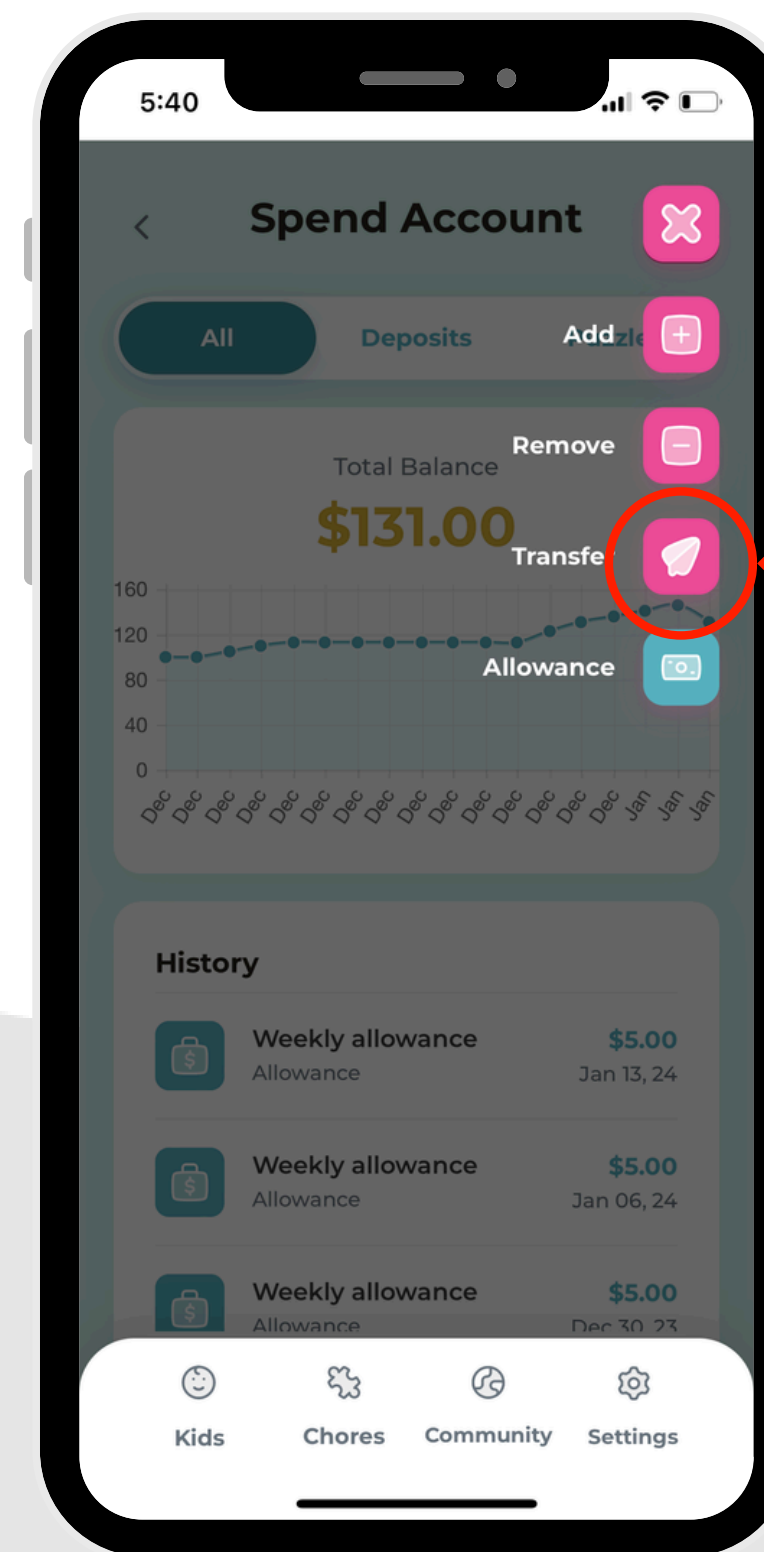 5:40
Spend Account
All
Deposits
Puzzle
Add
Remove
Total Balance
$131.00
Transfer
160
120
80
40
0
Allowance
Dec Dec Dec Dec Dec Dec Dec Dec Dec Dec Dec Dec Dec Dec Dec Jan Jan Jan
History
Weekly allowance $5.00
Allowance Jan 13, 24
Weekly allowance $5.00
Allowance Jan 06, 24
Weekly allowance $5.00
Allowance Dec 30, 23
Kids Chores Community Settings